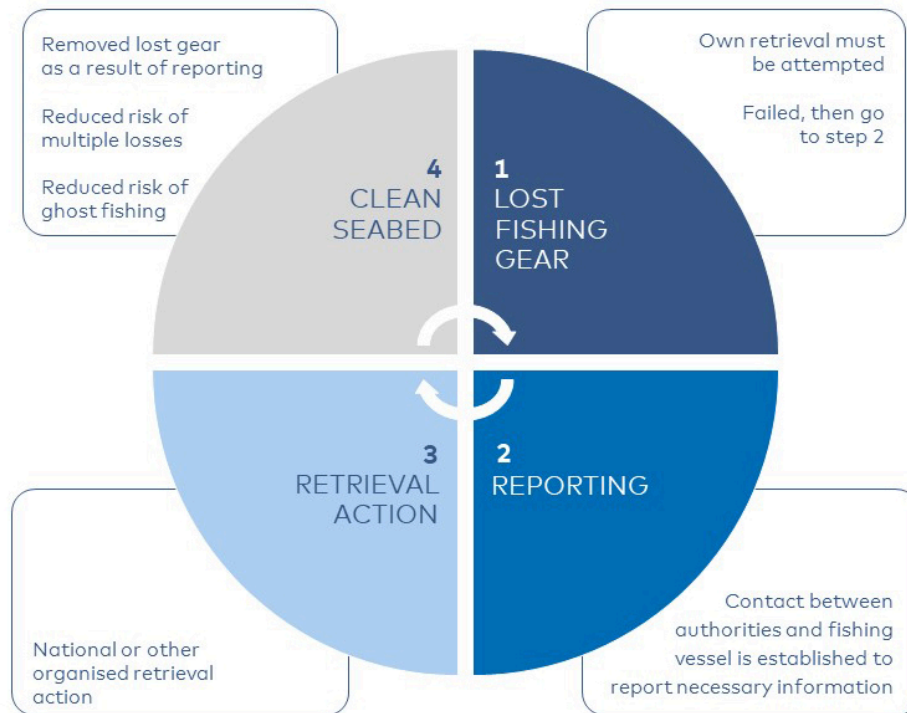 Removed lost gear
as a result of reporting
Reduced risk of
multiple losses
Reduced risk of
ghost fishing
Own retrieval must
be attempted
Failed, then go
to step 2
4
CLEAN
SEABED
1
LOST
FISHING
GEAR
3
RETRIEVAL
ACTION
2
REPORTING
National or other
organised retrieval
action
Contact between
authorities and fishing
vessel is established to
report necessary information